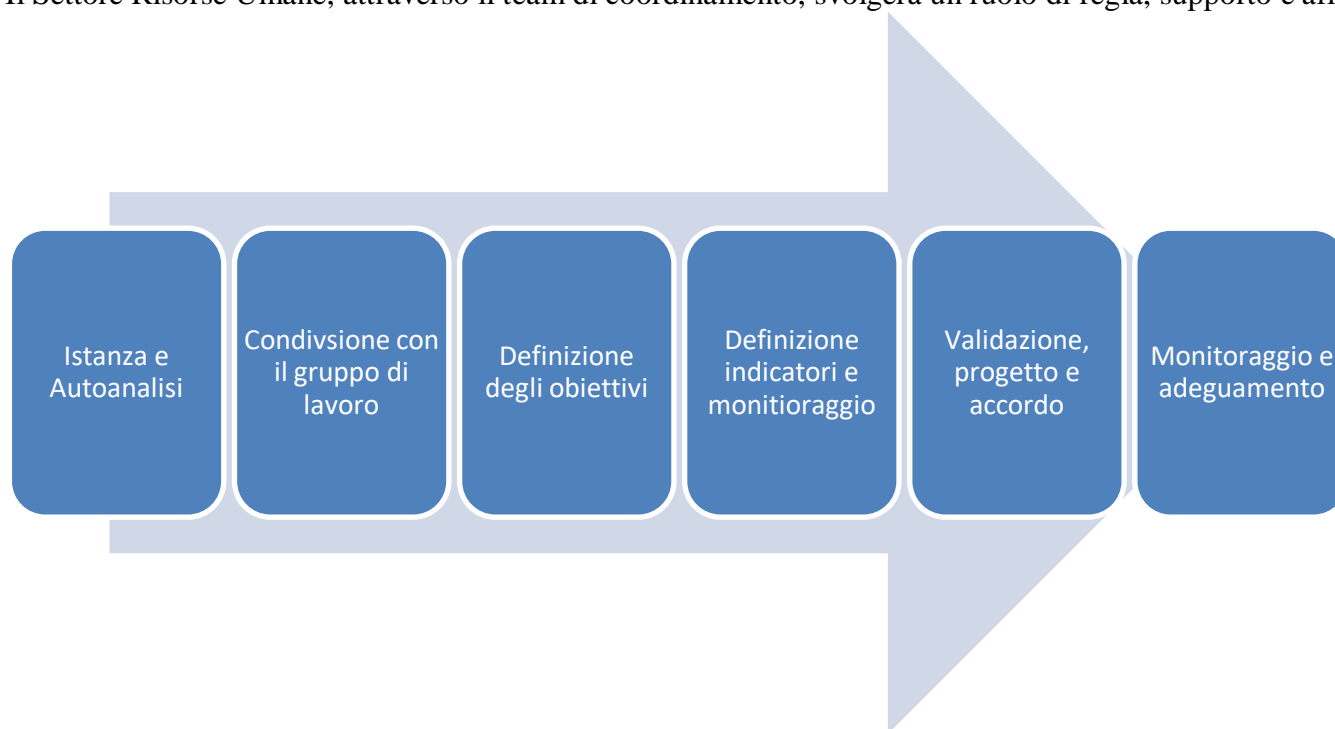 Il Settore Risorse Umane, attraverso il team di coordinamento, svolgerà un ruolo di regia, supporto e
Istanza e
Autoanalisi
Condivsione con
il gruppo di
lavoro
Definizione
degli obiettivi
Definizione
indicatori e
monitioraggio
Validazione,
progetto e
accordo
Monitoraggio e
adeguamento